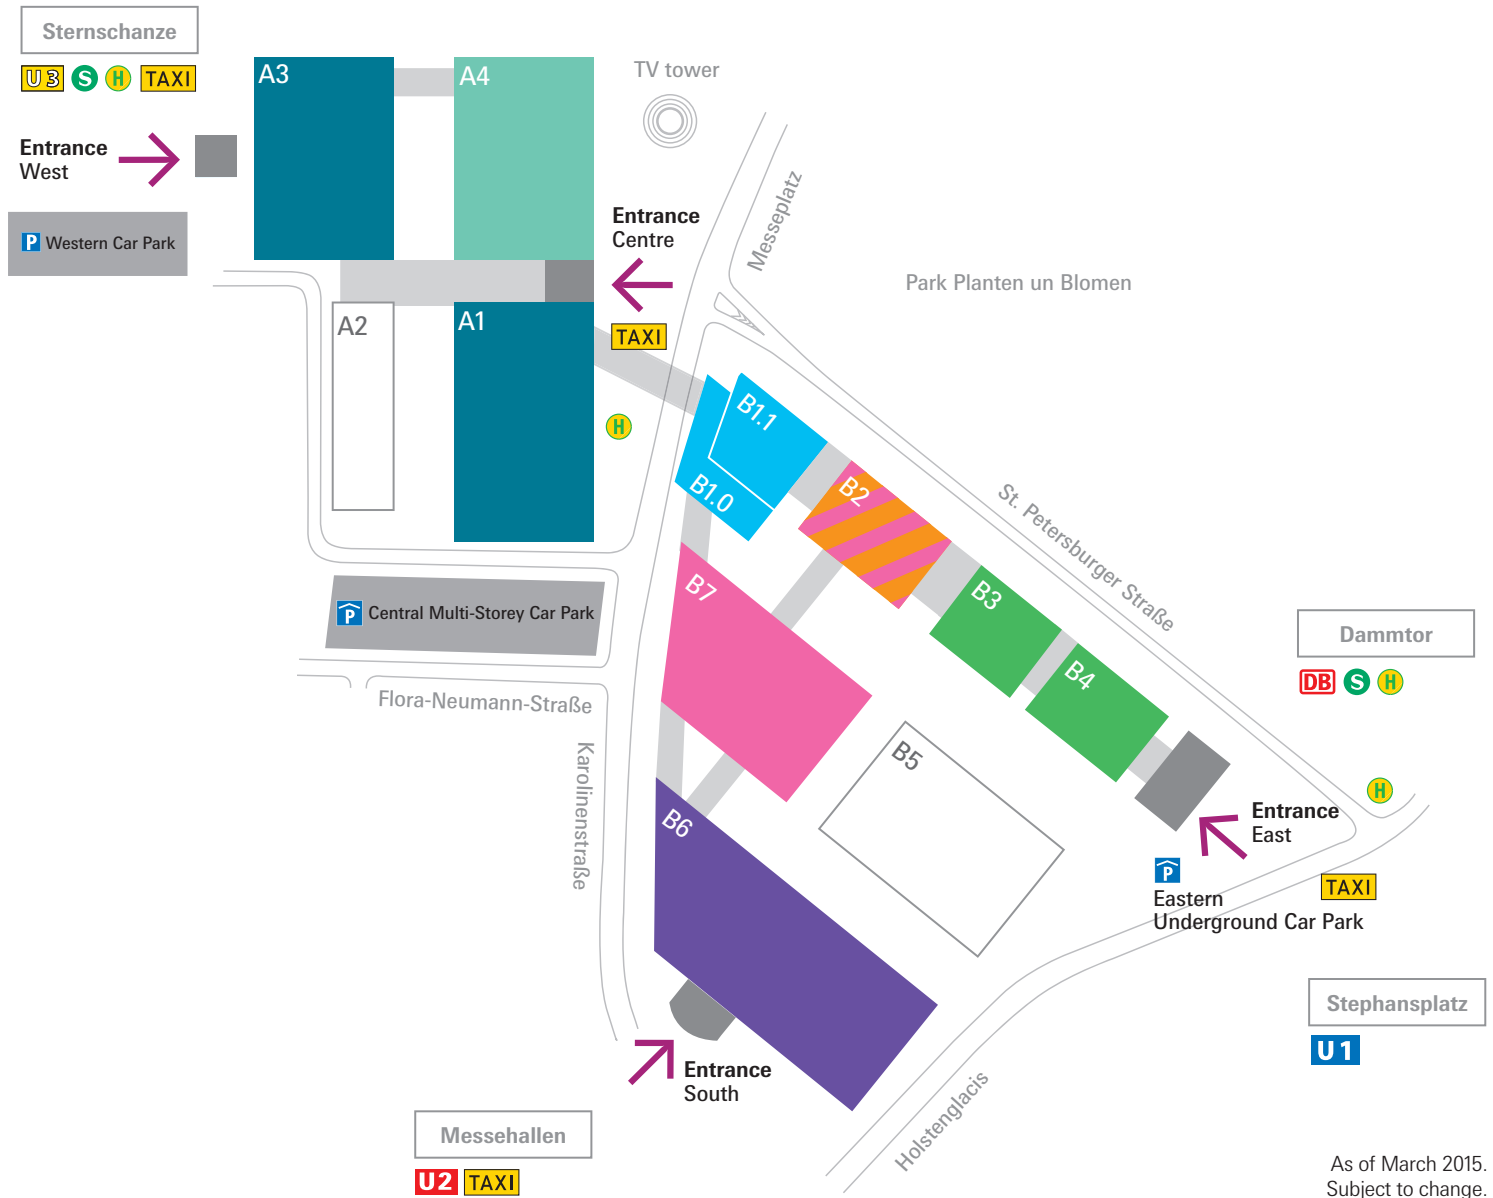 Sternschanze
U3 S H TAXI
Entrance
West
P Western Car Park
A3
A4
TV tower
Messeplatz
Entrance
Centre
TAXI
Park Planten un Blomen
A2
A1
H
B1.1
B1.0
B2
St. Petersburger Straße
B3
B4
B7
P Central Multi-Storey Car Park
Flora-Neumann-Straße
Karolinenstraße
Dammtor
DB S H
B5
B6
H
Entrance
East
P
Eastern
Underground Car Park
TAXI
Stephansplatz
U1
Entrance
South
Holstenglacis
Messehallen
U2 TAXI
As of March 2015.
Subject to change.